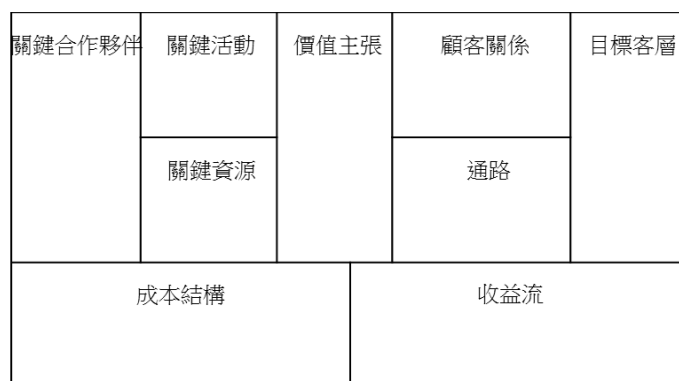 關鍵合作夥伴
關鍵活動
價值主張
顧客關係
目標客層
關鍵資源
通路
成本結構
收益流